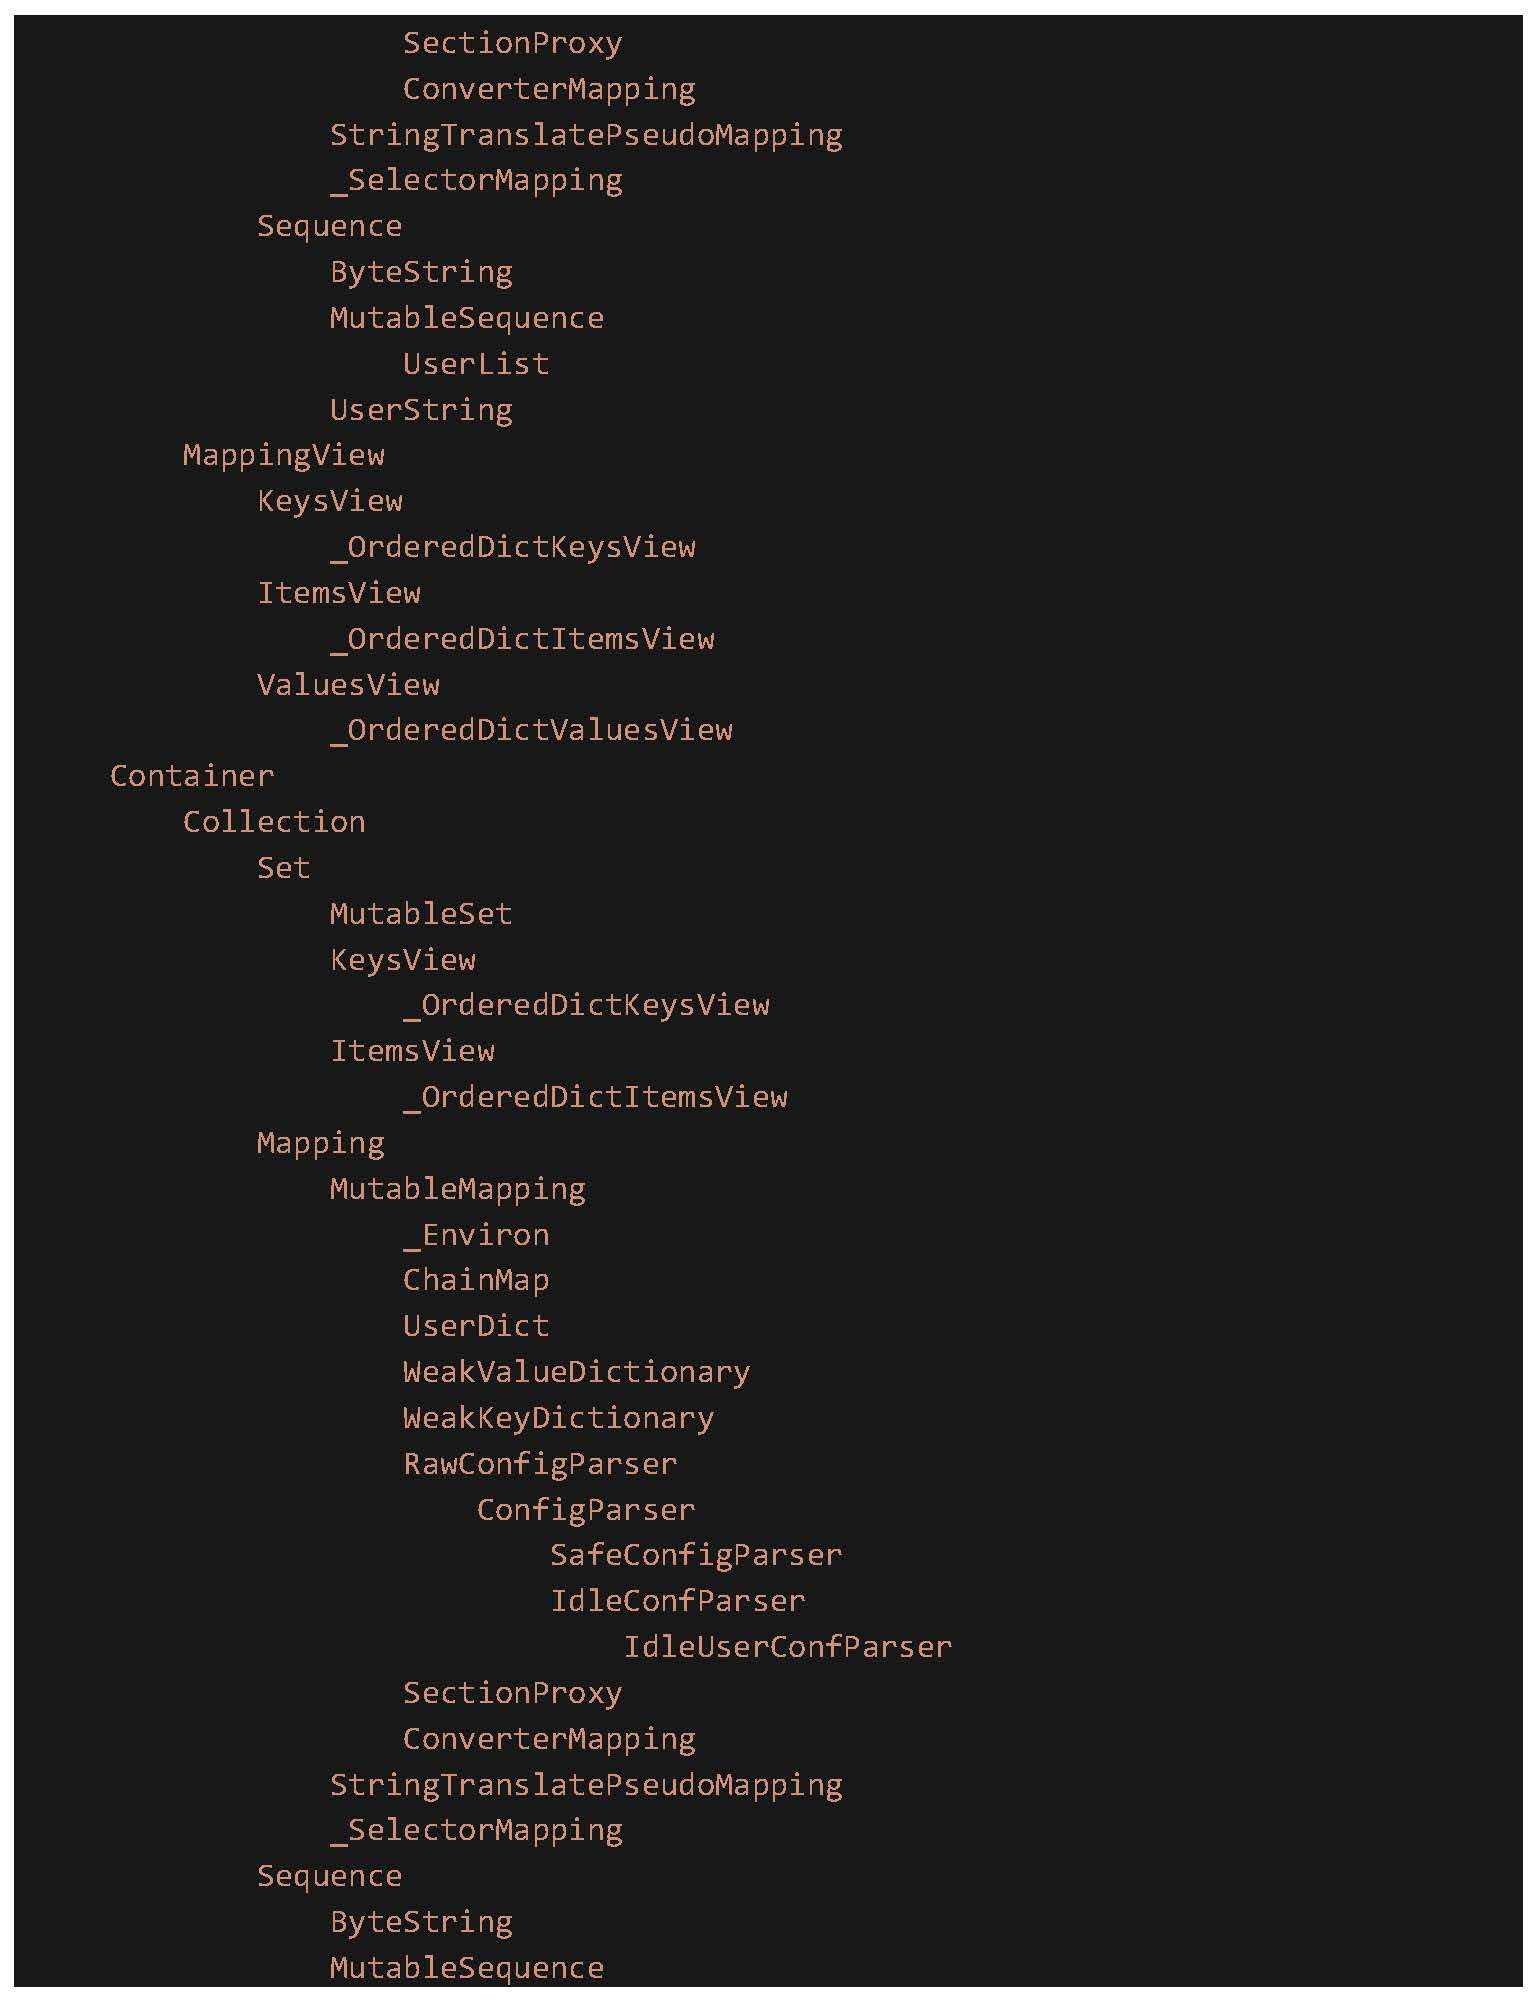 SectionProxy
ConverterMapping
StringTranslatePseudoMapping
_SelectorMapping
Sequence
ByteString
MutableSequence
UserList
UserString
MappingView
KeysView
_OrderedDictKeysView
ItemsView
_OrderedDictItemsView
ValuesView
_OrderedDictValuesView
Container
Collection
Set
MutableSet
KeysView
_OrderedDictKeysView
ItemsView
_OrderedDictItemsView
Mapping
MutableMapping
_Environ
ChainMap
UserDict
WeakValueDictionary
WeakKeyDictionary
RawConfigParser
ConfigParser
SafeConfigParser
IdleConfParser
IdleUserConfParser
SectionProxy
ConverterMapping
StringTranslatePseudoMapping
_SelectorMapping
Sequence
ByteString
MutableSequence